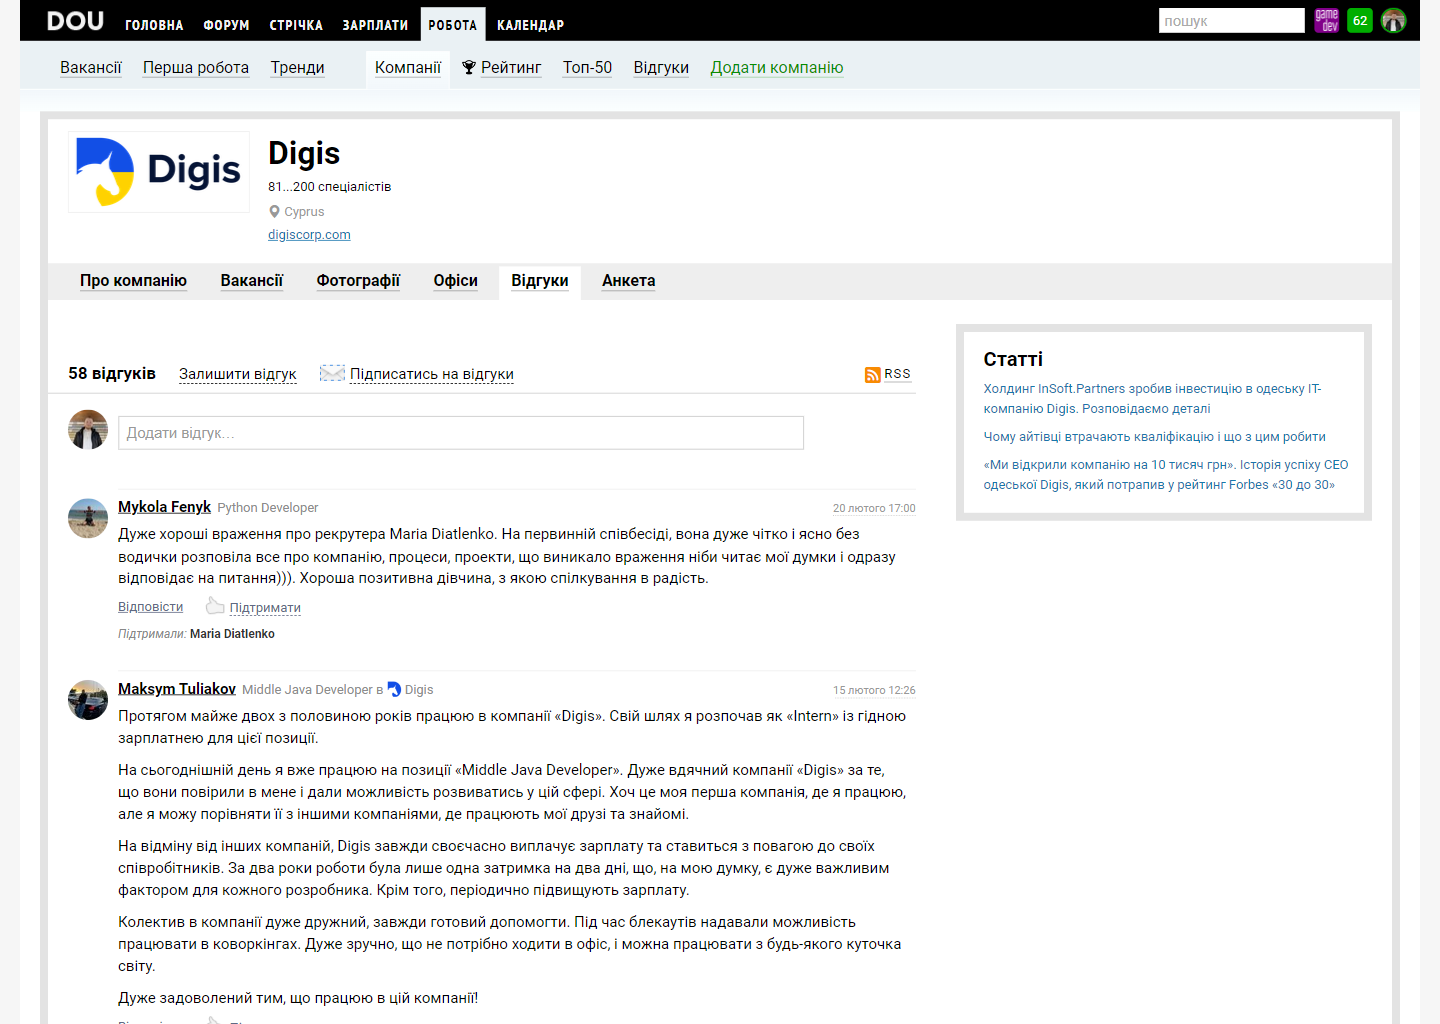 DOU ГОЛОВНА ФОРУМ СТРІЧКА ЗАРПЛАТИ РОБОТА КАЛЕНДАР пошук game dev 62
Вакансії Перша робота Тренди Компанії Рейтинг Топ-50 Відгуки Додати компанію
Digis
Digis
81...200 спеціалістів
Cyprus
digiscorp.com
Про компанію Вакансії Фотографії Офіси Відгуки Анкета
58 відгуків Залишити відгук Підписатись на відгуки RSS
Додати відгук...
Mykola Fenyk Python Developer 20 лютого 17:00
Дуже хороші враження про рекрутера Maria Diatlenko. На первинній співбесіді, вона дуже чітко і ясно без
водички розповіла все про компанію, процеси, проекти, що виникало враження ніби читає мої думки і одразу
відповідає на питання))). Хороша позитивна дівчина, з якою спілкування в радість.
Відповісти Підтримати
Підтримали: Maria Diatlenko
Maksym Tuliakov Middle Java Developer в Digis 15 лютого 12:26
Протягом майже двох з половиною років працюю в компанії «Digis». Свій шлях я розпочав як «Intern» із гідною
зарплатнею для цієї позиції.
На сьогоднішній день я вже працюю на позиції «Middle Java Developer». Дуже вдячний компанії «Digis» за те,
що вони повірили в мене і дали можливість розвиватись у цій сфері. Хоч це моя перша компанія, де я працюю,
але я можу порівняти її з іншими компаніями, де працюють мої друзі та знайомі.
На відміну від інших компаній, Digis завжди своєчасно виплачує зарплату та ставиться з повагою до своїх
співробітників. За два роки роботи була лише одна затримка на два дні, що, на мою думку, є дуже важливим
фактором для кожного розробника. Крім того, періодично підвищують зарплату.
Колектив в компанії дуже дружний, завжди готовий допомогти. Під час блекаутів надавали можливість
працювати в коворкінгах. Дуже зручно, що не потрібно ходити в офіс, і можна працювати з будь-якого куточка
світу.
Дуже задоволений тим, що працюю в цій компанії!
Статті
Холдинг InSoft.Partners зробив інвестицію в одеську ІТ-
компанію Digis. Розповідаємо деталі
Чому айтівці втрачають кваліфікацію і що з цим робити
«Ми відкрили компанію на 10 тисяч грн». Історія успіху СЕО
одеської Digis, який потрапив у рейтинг Forbes «30 до 30»